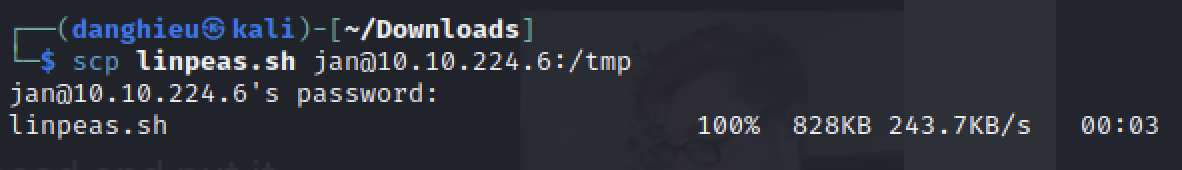 ┌──(danghieu㉿kali)-[~/Downloads]
└─$ scp linpeas.sh jan@10.10.224.6:/tmp
jan@10.10.224.6's password:
linpeas.sh 100% 828KB 243.7KB/s 00:03